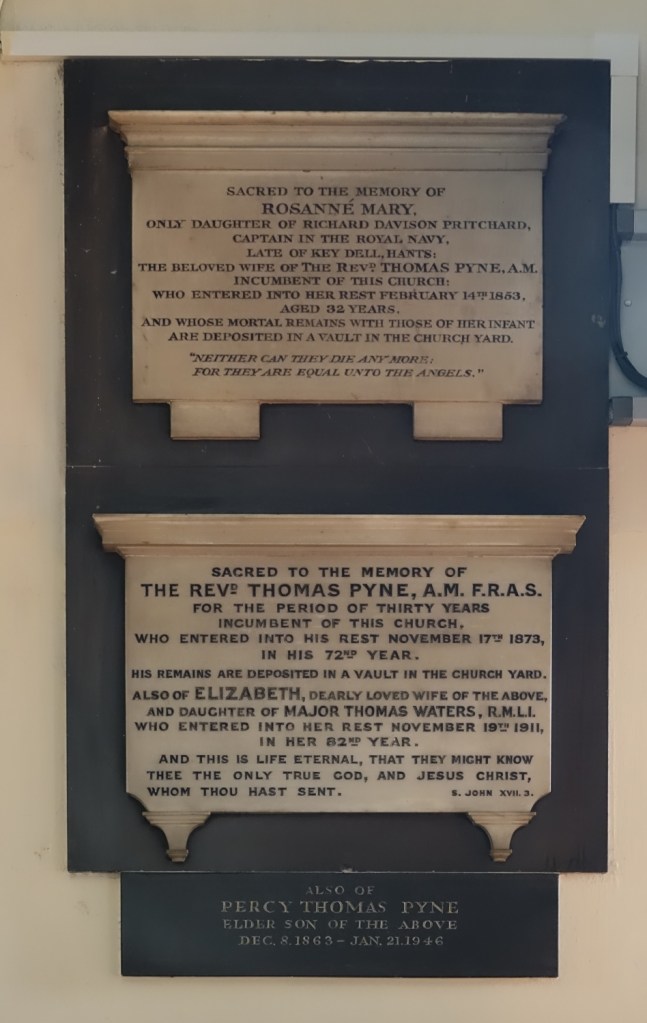 SACRED TO THE MEMORY OF
ROSANNÉ MARY,
ONLY DAUGHTER OF RICHARD DAVISON PRITCHARD,
CAPTAIN IN THE ROYAL NAVY,
LATE OF KEY DELL, HANTS:
THE BELOVED WIFE OF THE REVD THOMAS PYNE, A.M.
INCUMBENT OF THIS CHURCH:
WHO ENTERED INTO HER REST FEBRUARY 14TH 1853,
AGED 32 YEARS.
AND WHOSE MORTAL REMAINS WITH THOSE OF HER INFANT
ARE DEPOSITED IN A VAULT IN THE CHURCH YARD.
"NEITHER CAN THEY DIE ANY MORE:
FOR THEY ARE EQUAL UNTO THE ANGELS."
SACRED TO THE MEMORY OF
THE REVD THOMAS PYNE, A.M. F.R.A.S.
FOR THE PERIOD OF THIRTY YEARS
INCUMBENT OF THIS CHURCH,
WHO ENTERED INTO HIS REST NOVEMBER 17TH 1873,
IN HIS 72ND YEAR.
HIS REMAINS ARE DEPOSITED IN A VAULT IN THE CHURCH YARD.
ALSO OF ELIZABETH, DEARLY LOVED WIFE OF THE ABOVE,
AND DAUGHTER OF MAJOR THOMAS WATERS, R.M.L.I.
WHO ENTERED INTO HER REST NOVEMBER 19TH 1911,
IN HER 82ND YEAR.
AND THIS IS LIFE ETERNAL, THAT THEY MIGHT KNOW
THEE THE ONLY TRUE GOD, AND JESUS CHRIST,
WHOM THOU HAST SENT. S. JOHN XVII. 3.
ALSO OF
PERCY THOMAS PYNE
ELDER SON OF THE ABOVE
DEC. 8. 1863 - JAN. 21. 1946